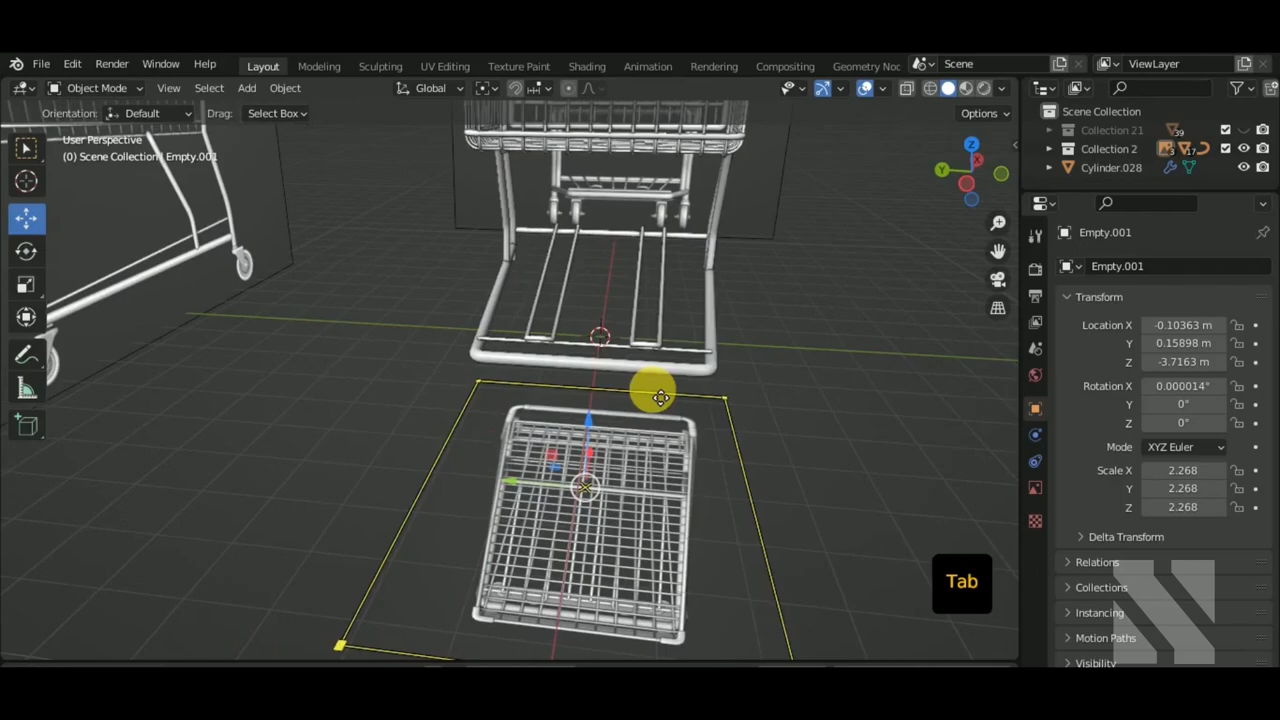 File Edit Render Window Help Layout Modeling Sculpting UV Editing Texture Paint Shading Animation Rendering Compositing Geometry Noc Scene ViewLayer
Object Mode View Select Add Object Global
Orientation: Default Drag: Select Box Options
User Perspective
(0) Scene Collection | Empty.001
Scene Collection
Collection 21 39
Collection 2 3 17
Cylinder.028
Empty.001
Empty.001
Transform
Location X -0.10363 m
Y 0.15898 m
Z -3.7163 m
Rotation X 0.000014°
Y 0°
Z 0°
Mode XYZ Euler
Scale X 2.268
Y 2.268
Z 2.268
Delta Transform
Relations
Collections
Instancing
Motion Paths
Visibility
Z
X
Y
Tab
N